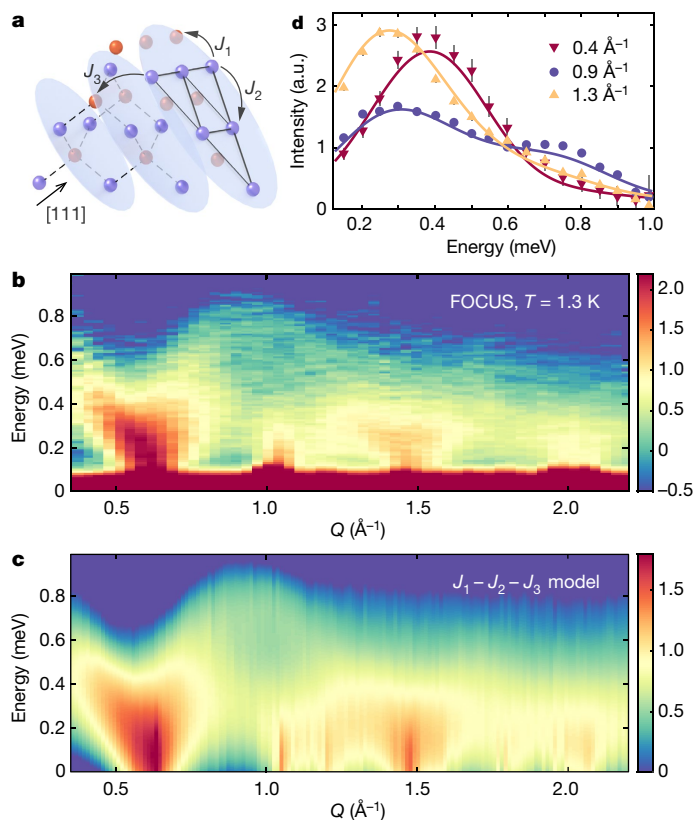 a
J1
J3
J2
[111]
d
3
2
1
0
Intensity (a.u.)
0.4 Å⁻¹
0.9 Å⁻¹
1.3 Å⁻¹
0.2
0.4
0.6
0.8
1.0
Energy (meV)
b
FOCUS, T = 1.3 K
0.8
0.6
0.4
0.2
0
Energy (meV)
0.5
1.0
1.5
2.0
Q (Å⁻¹)
2.0
1.5
1.0
0.5
0
−0.5
c
J1 – J2 – J3 model
0.8
0.6
0.4
0.2
0
Energy (meV)
0.5
1.0
1.5
2.0
Q (Å⁻¹)
1.5
1.0
0.5
0